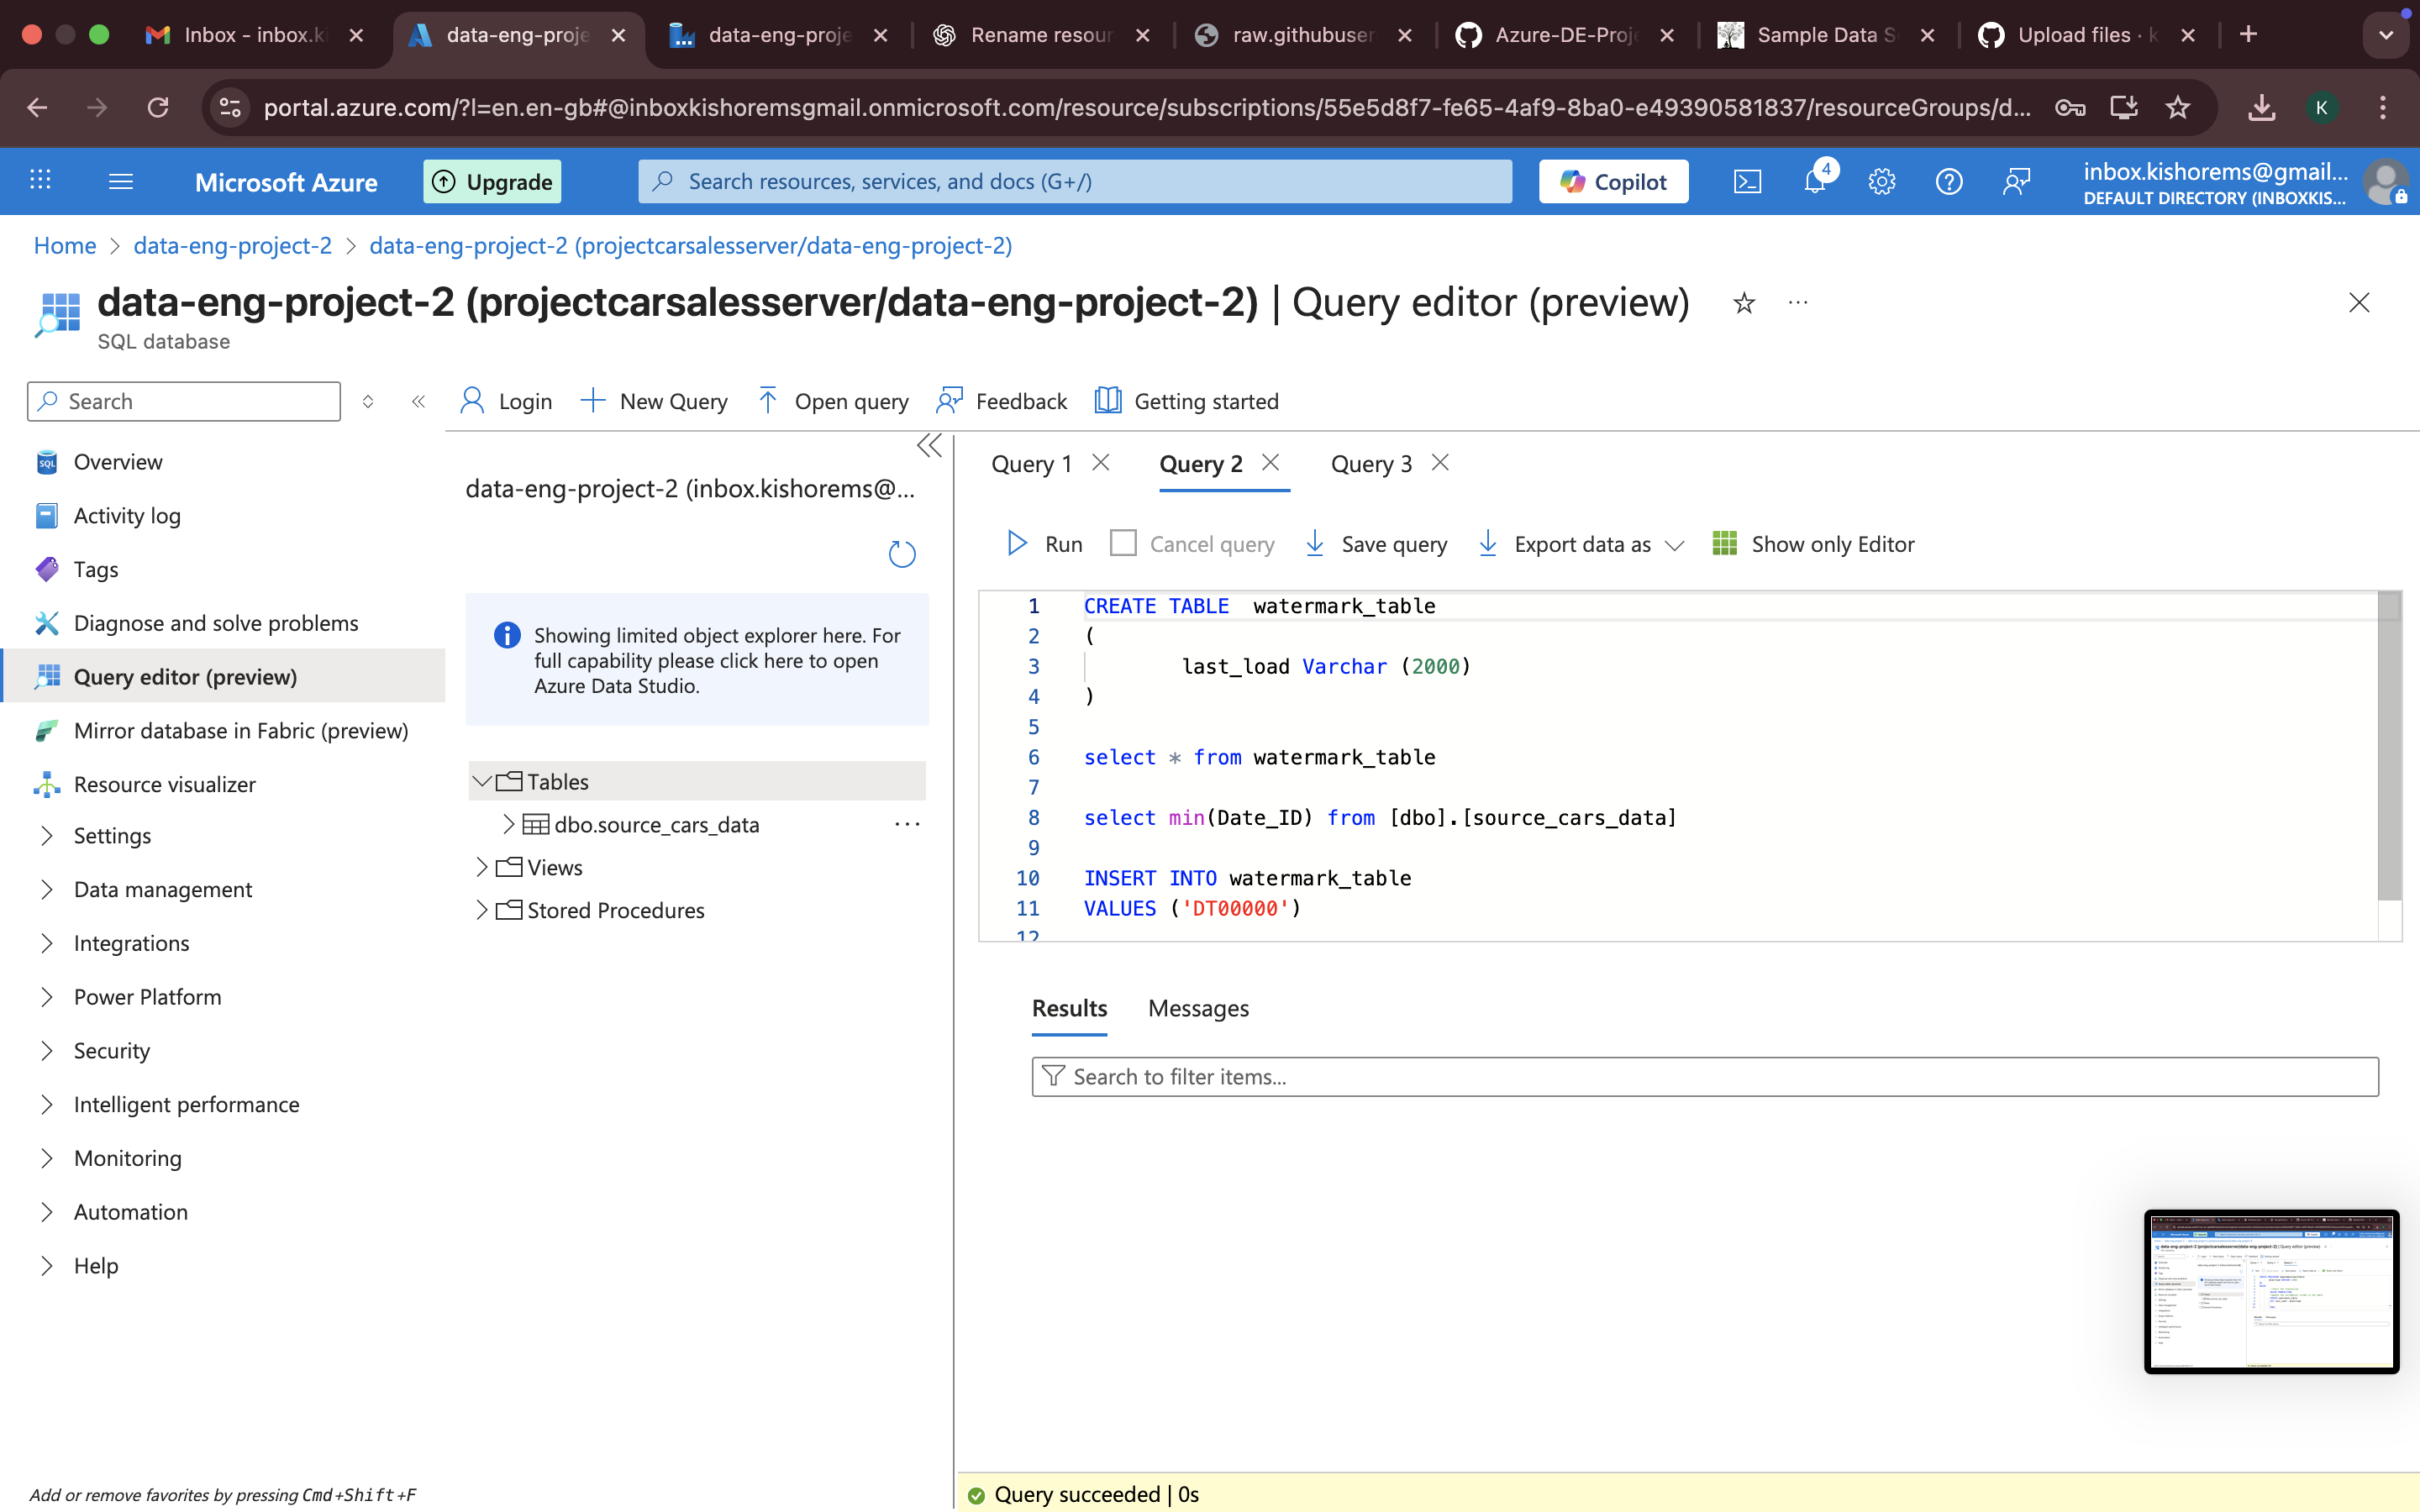 Inbox - inbox.ki
data-eng-proje
data-eng-proje
Rename resour
raw.githubuser
Azure-DE-Proj
Sample Data S
Upload files · k
portal.azure.com/?l=en.en-gb#@inboxkishoremsgmail.onmicrosoft.com/resource/subscriptions/55e5d8f7-fe65-4af9-8ba0-e49390581837/resourceGroups/d...
K
Microsoft Azure
Upgrade
Search resources, services, and docs (G+/)
Copilot
4
inbox.kishorems@gmail...
DEFAULT DIRECTORY (INBOXKIS...
Home > data-eng-project-2 > data-eng-project-2 (projectcarsalesserver/data-eng-project-2)
data-eng-project-2 (projectcarsalesserver/data-eng-project-2) | Query editor (preview)
SQL database
Search
Login
New Query
Open query
Feedback
Getting started
Overview
Activity log
Tags
Diagnose and solve problems
Query editor (preview)
Mirror database in Fabric (preview)
Resource visualizer
Settings
Data management
Integrations
Power Platform
Security
Intelligent performance
Monitoring
Automation
Help
Add or remove favorites by pressing Cmd+Shift+F
data-eng-project-2 (inbox.kishorems@...
Showing limited object explorer here. For
full capability please click here to open
Azure Data Studio.
Tables
dbo.source_cars_data
Views
Stored Procedures
Query 1
Query 2
Query 3
Run
Cancel query
Save query
Export data as
Show only Editor
1 CREATE TABLE  watermark_table
2 (
3 last_load Varchar (2000)
4 )
5
6 select * from watermark_table
7
8 select min(Date_ID) from [dbo].[source_cars_data]
9
10 INSERT INTO watermark_table
11 VALUES ('DT00000')
12
Results
Messages
Search to filter items...
Query succeeded | 0s